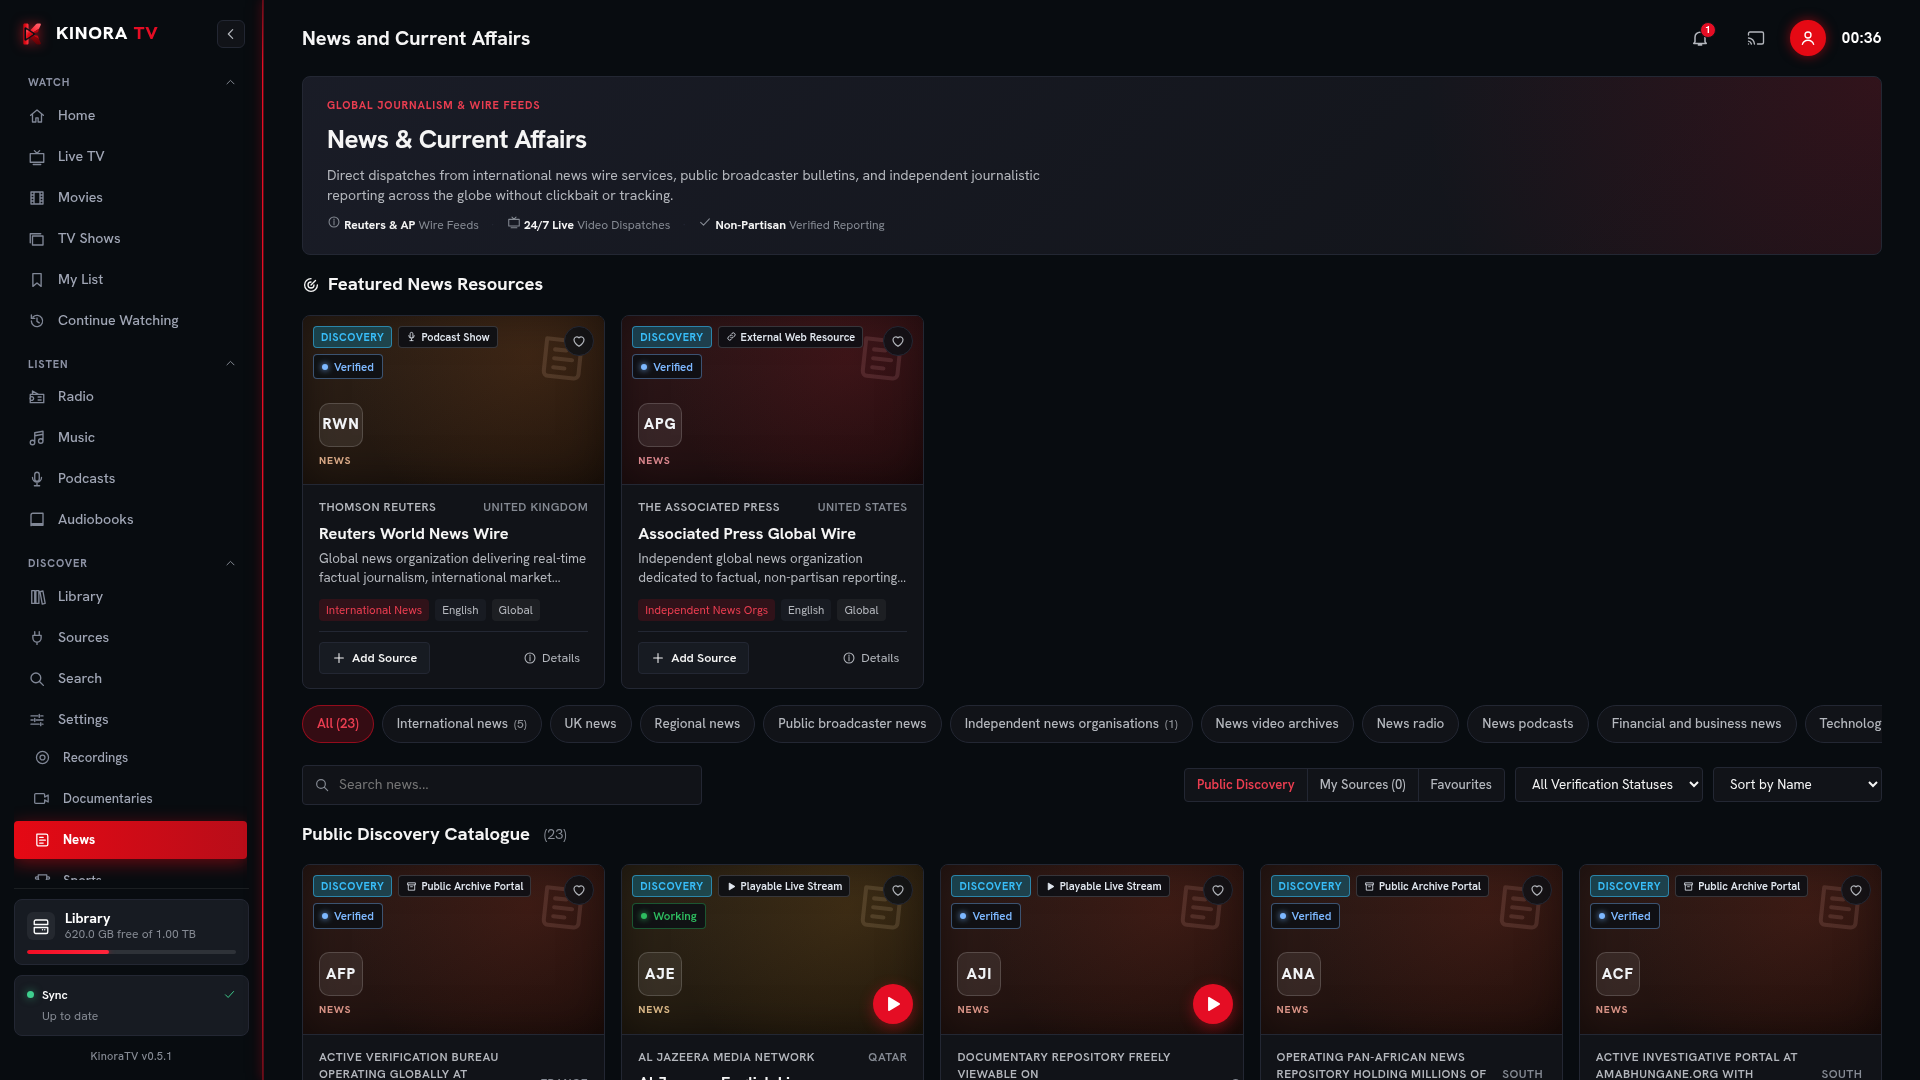 KINORA TV
WATCH
Home
Live TV
Movies
TV Shows
My List
Continue Watching
LISTEN
Radio
Music
Podcasts
Audiobooks
DISCOVER
Library
Sources
Search
Settings
Recordings
Documentaries
News
Sports
Library
620.0 GB free of 1.00 TB
Sync
Up to date
KinoraTV v0.5.1
News and Current Affairs
1
00:36
GLOBAL JOURNALISM & WIRE FEEDS
News & Current Affairs
Direct dispatches from international news wire services, public broadcaster bulletins, and independent journalistic
reporting across the globe without clickbait or tracking.
Reuters & AP Wire Feeds
24/7 Live Video Dispatches
Non-Partisan Verified Reporting
Featured News Resources
DISCOVERY
Podcast Show
Verified
RWN
NEWS
THOMSON REUTERS
UNITED KINGDOM
Reuters World News Wire
Global news organization delivering real-time
factual journalism, international market...
International News
English
Global
Add Source
Details
DISCOVERY
External Web Resource
Verified
APG
NEWS
THE ASSOCIATED PRESS
UNITED STATES
Associated Press Global Wire
Independent global news organization
dedicated to factual, non-partisan reporting...
Independent News Orgs
English
Global
Add Source
Details
All (23)
International news (5)
UK news
Regional news
Public broadcaster news
Independent news organisations (1)
News video archives
News radio
News podcasts
Financial and business news
Technolog
Search news...
Public Discovery
My Sources (0)
Favourites
All Verification Statuses
Sort by Name
Public Discovery Catalogue (23)
DISCOVERY
Public Archive Portal
Verified
AFP
NEWS
ACTIVE VERIFICATION BUREAU
OPERATING GLOBALLY AT
DISCOVERY
Playable Live Stream
Working
AJE
NEWS
AL JAZEERA MEDIA NETWORK
QATAR
DISCOVERY
Playable Live Stream
Verified
AJI
NEWS
DOCUMENTARY REPOSITORY FREELY
VIEWABLE ON
DISCOVERY
Public Archive Portal
Verified
ANA
NEWS
OPERATING PAN-AFRICAN NEWS
REPOSITORY HOLDING MILLIONS OF
SOUTH
DISCOVERY
Public Archive Portal
Verified
ACF
NEWS
ACTIVE INVESTIGATIVE PORTAL AT
AMABHUNGANE.ORG WITH
SOUTH